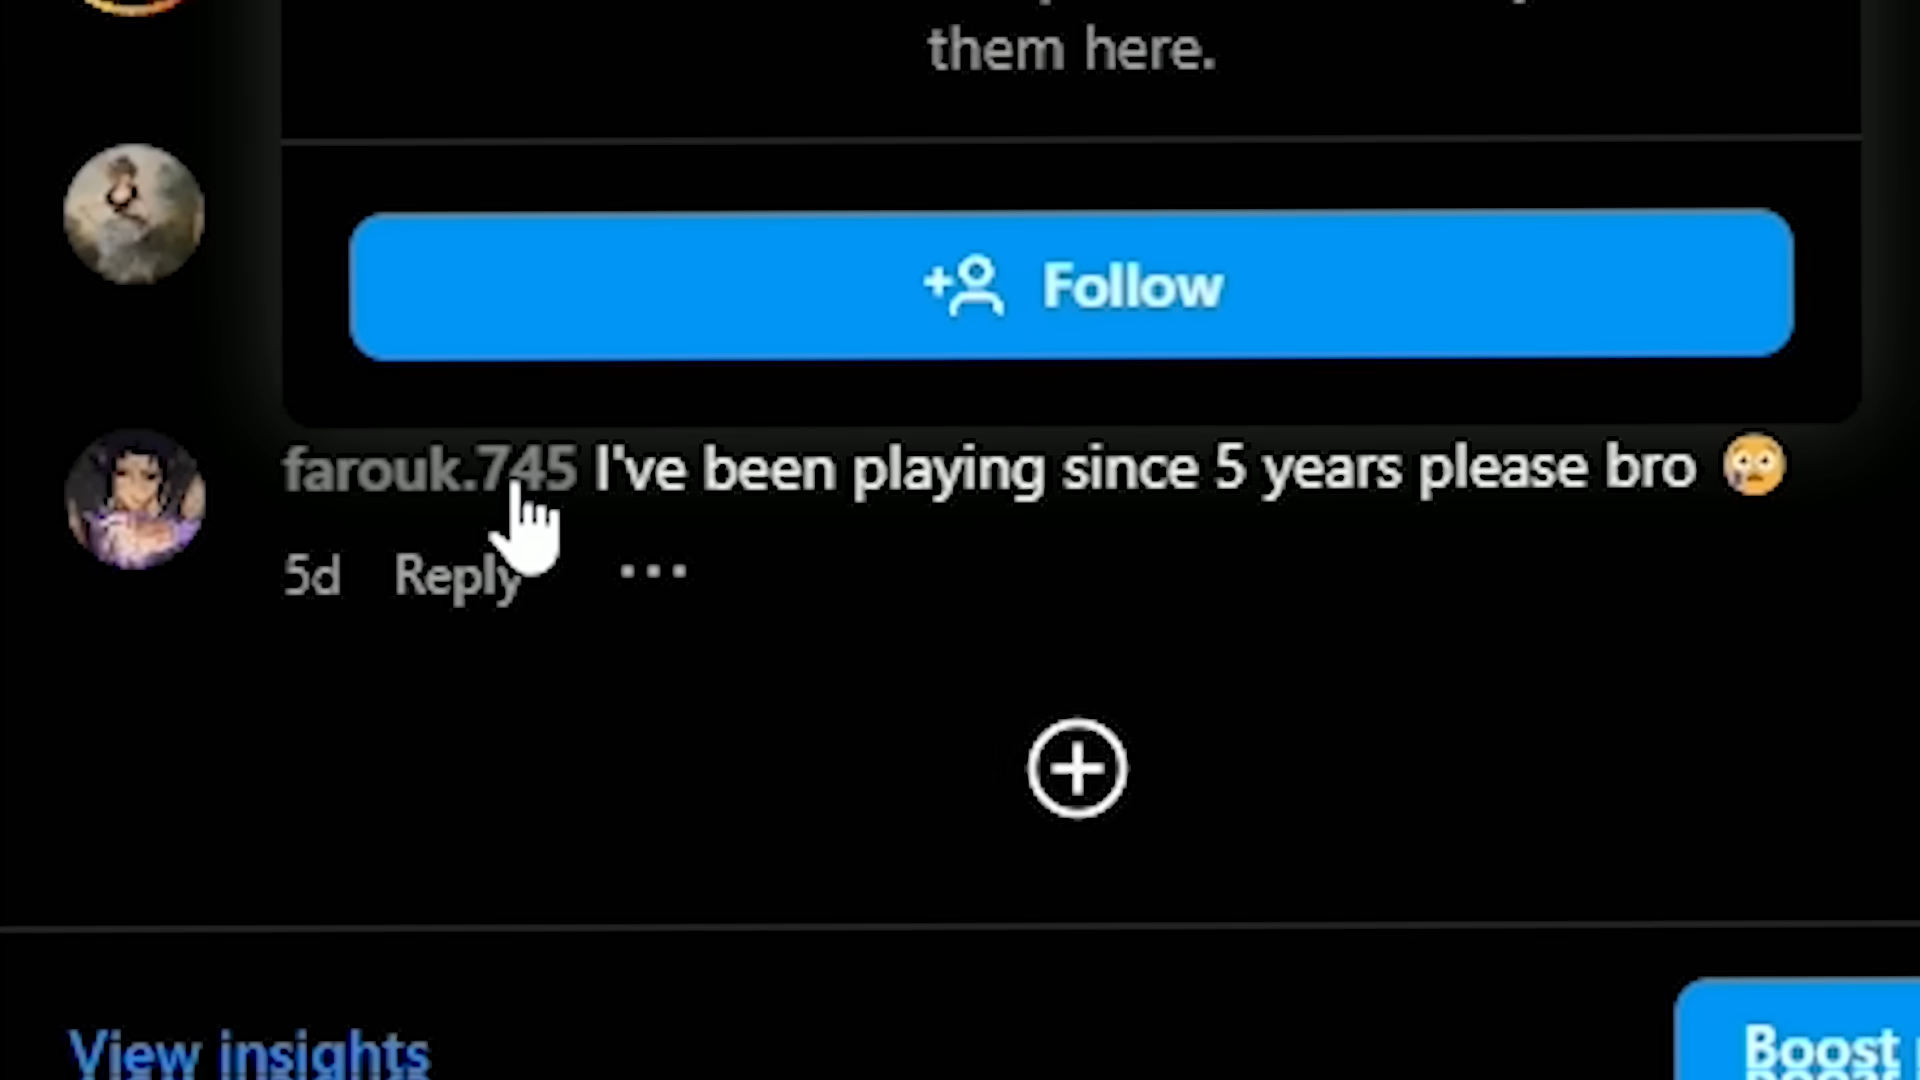 them here.
Follow
farouk.745 I've been playing since 5 years please bro 😢
5d Reply ...
View insights
Boost